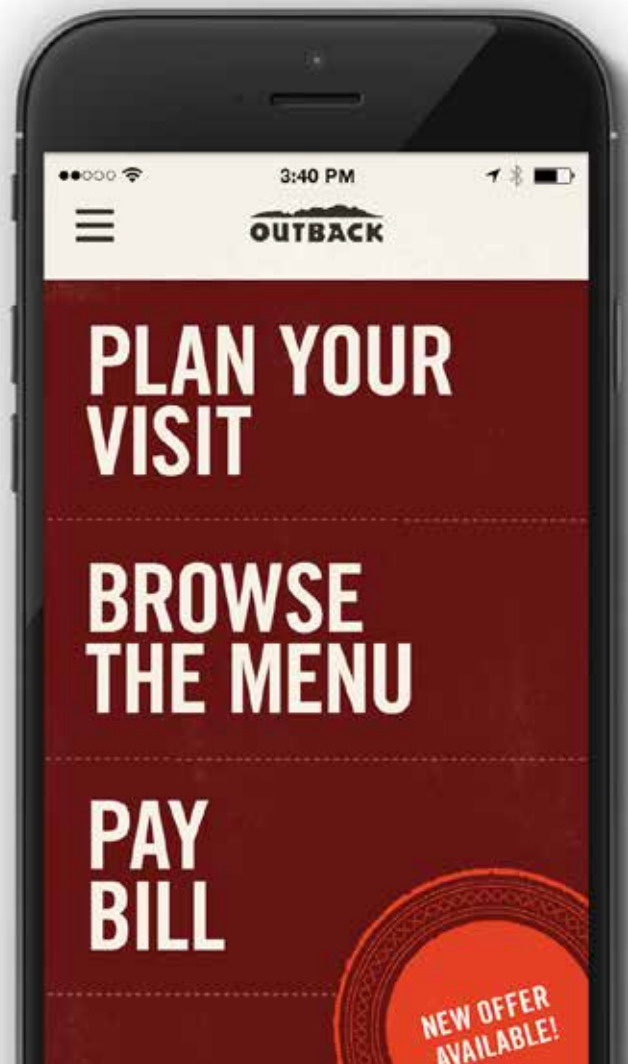 3:40 PM
OUTBACK
PLAN YOUR
VISIT
BROWSE
THE MENU
PAY
BILL
NEW OFFER
AVAILABLE!